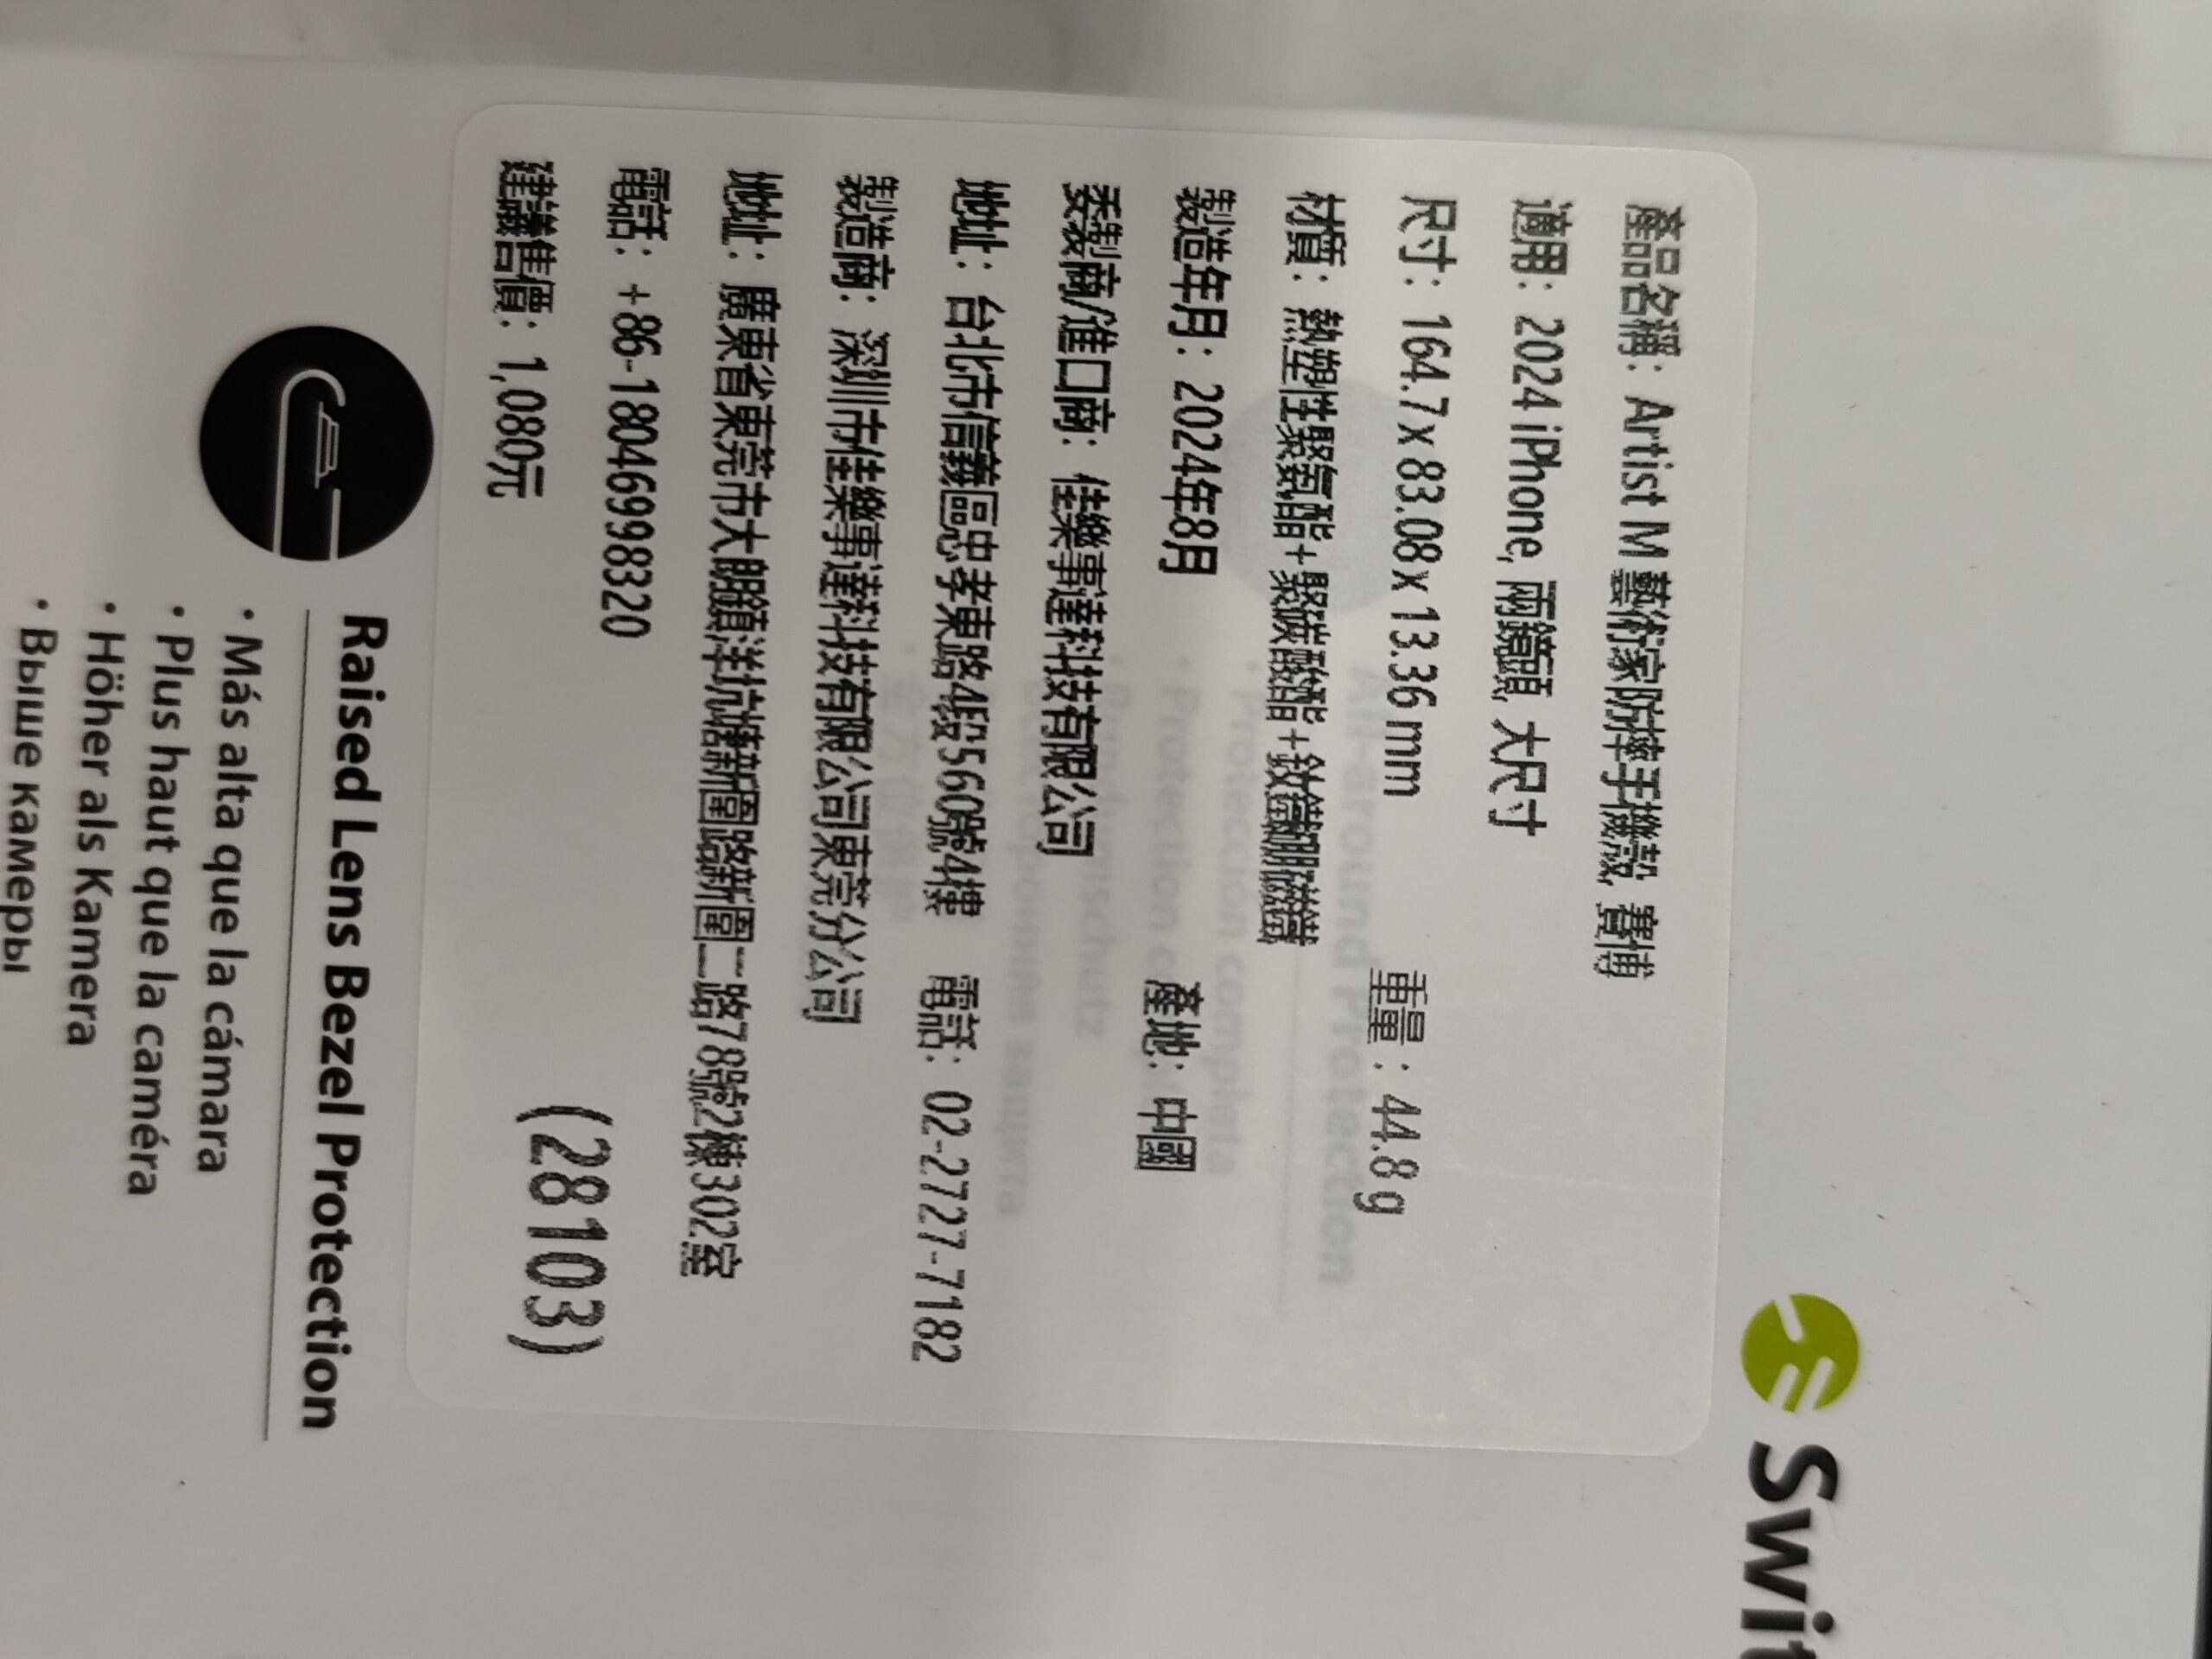 Swit
產品名稱：Artist M 藝術家防摔手機殼, 賽博
適用：2024 iPhone, 兩鏡頭, 大尺寸
尺寸：164.7 x 83.08 x 13.36 mm 重量：44.8 g
材質：熱塑性聚氨酯+聚碳酸酯+釹鐵硼磁鐵
製造年月：2024年8月 產地：中國
委製商/進口商：佳樂事達科技有限公司
地址：台北市信義區忠孝東路4段560號4樓 電話：02-2727-7182
製造商：深圳市佳樂事達科技有限公司東莞分公司
地址：廣東省東莞市大朗鎮洋坑塘新園路新園二路78號2棟302室
電話：+86-18046998320
建議售價：1,080元 (28103)
Raised Lens Bezel Protection
• Más alta que la cámara
• Plus haut que la caméra
• Höher als Kamera
• Выше камеры